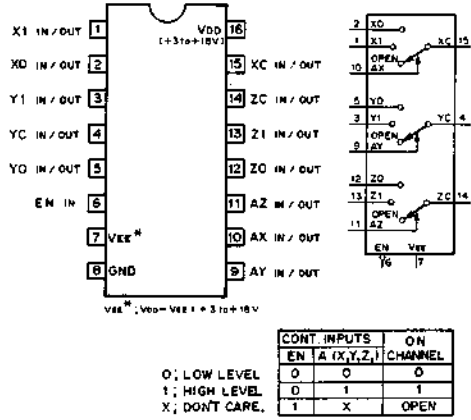 X1 IN/OUT 1
X0 IN/OUT 2
Y1 IN/OUT 3
YC IN/OUT 4
Y0 IN/OUT 5
EN IN 6
7 VEE*
8 GND
VDD 16
(+3 to +18V)
15 XC IN/OUT
14 ZC IN/OUT
13 Z1 IN/OUT
12 Z0 IN/OUT
11 AZ IN/OUT
10 AX IN/OUT
9 AY IN/OUT
VEE*; VDD-VEE; +3 to +18V
2 X0
1 X1 XC 15
OPEN
10 AX
5 Y0
3 Y1 YC 4
OPEN
9 AY
12 Z0
13 Z1 ZC 14
OPEN
11 AZ
EN VEE
6 7
CONT. INPUTS ON CHANNEL
EN A (X,Y,Z,)
0 0 0
0 1 1
1 X OPEN
0; LOW LEVEL
1; HIGH LEVEL
X; DON'T CARE.